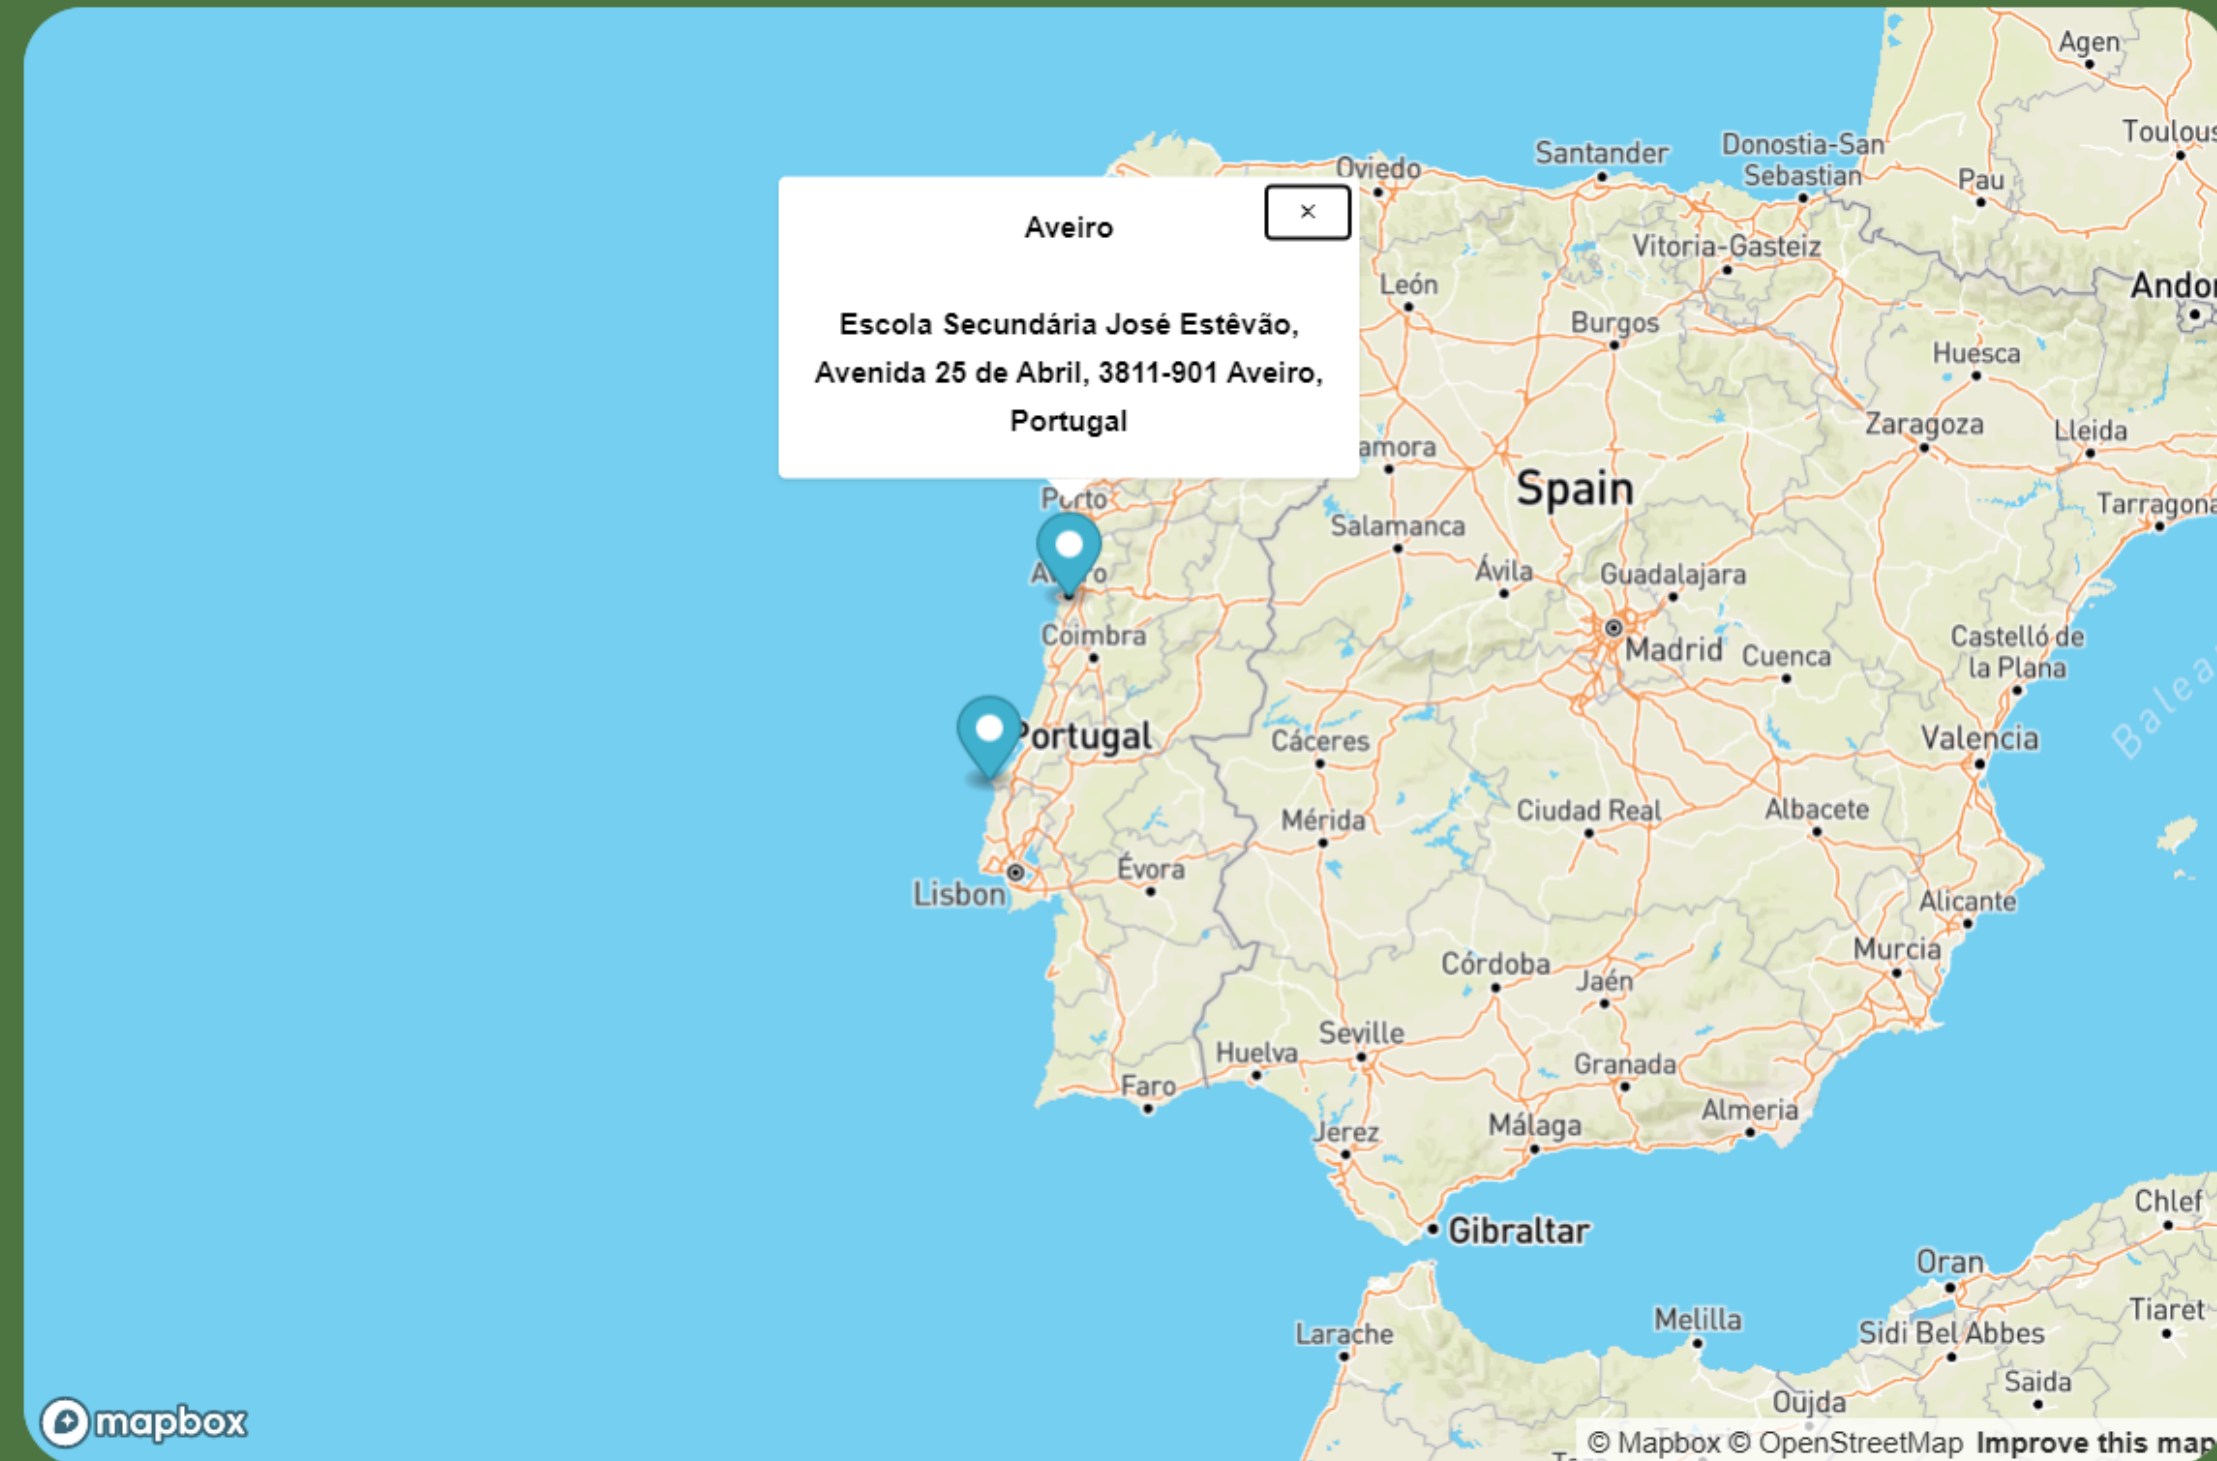 Agen
Toulous
Santander
Donostia-San
Sebastian
Oviedo
Pau
Aveiro
×
Vitoria-Gasteiz
León
Andor
Escola Secundária José Estêvão,
Avenida 25 de Abril, 3811-901 Aveiro,
Portugal
Burgos
Huesca
Zaragoza
Lleida
amora
Spain
Porto
Tarragona
Salamanca
Ávila
Guadalajara
Coimbra
Madrid
Cuenca
Castelló de
la Plana
Balea
Portugal
Cáceres
Valencia
Mérida
Ciudad Real
Albacete
Évora
Lisbon
Alicante
Murcia
Córdoba
Jaén
Seville
Huelva
Granada
Faro
Almeria
Jerez
Málaga
Chlef
Gibraltar
Oran
Tiaret
Melilla
Larache
Sidi Bel Abbes
Saida
Oujda
mapbox
© Mapbox © OpenStreetMap Improve this map